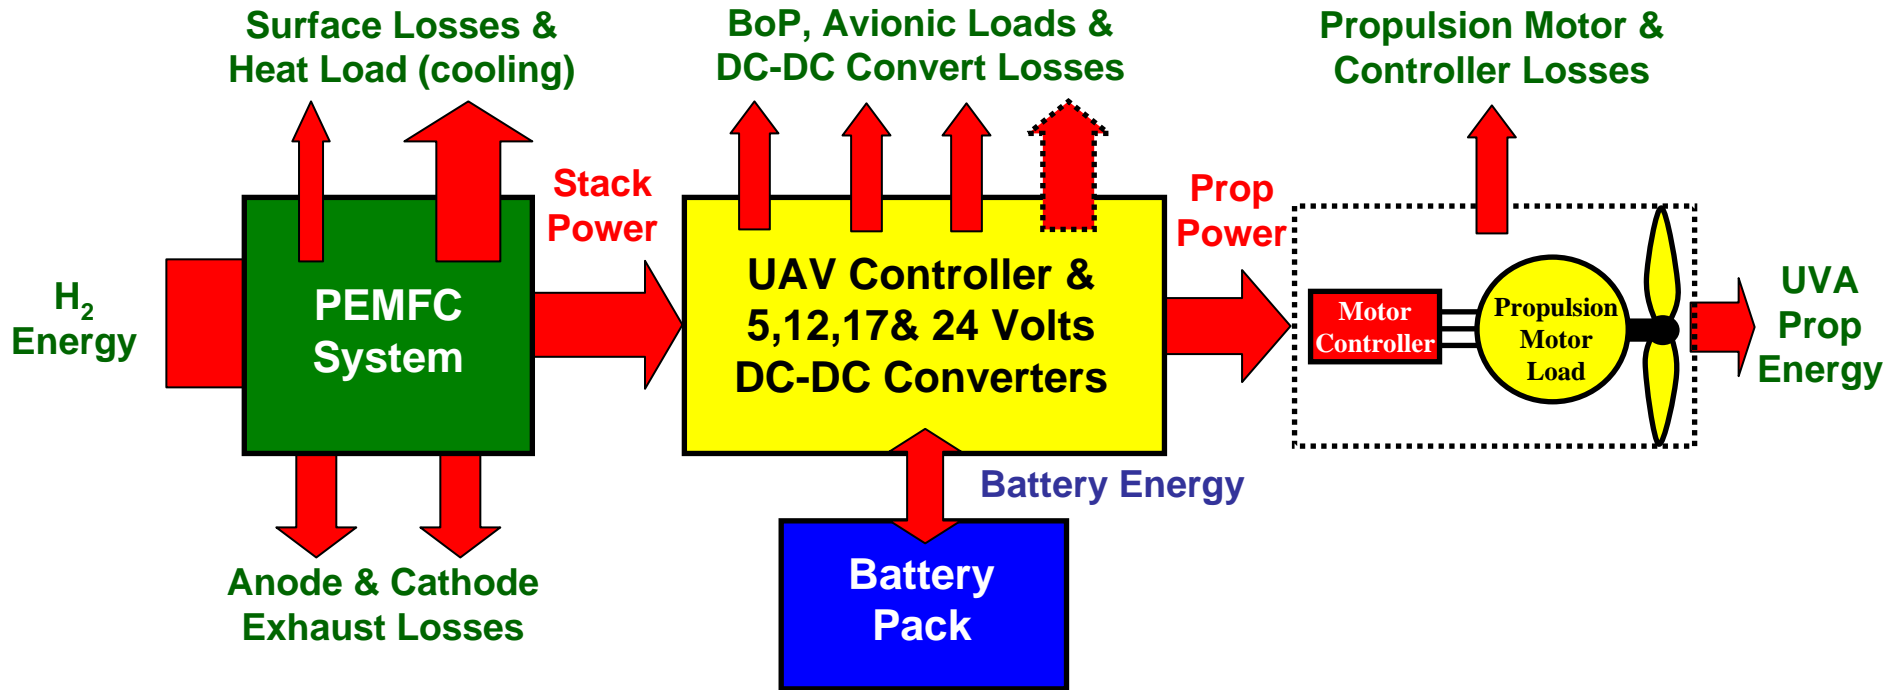 Surface Losses &
Heat Load (cooling)
BoP, Avionic Loads &
DC-DC Convert Losses
Propulsion Motor &
Controller Losses
Stack
Power
Prop
Power
H₂
Energy
PEMFC
System
UAV Controller &
5,12,17& 24 Volts
DC-DC Converters
Motor
Controller
Propulsion
Motor
Load
UVA
Prop
Energy
Battery Energy
Anode & Cathode
Exhaust Losses
Battery
Pack